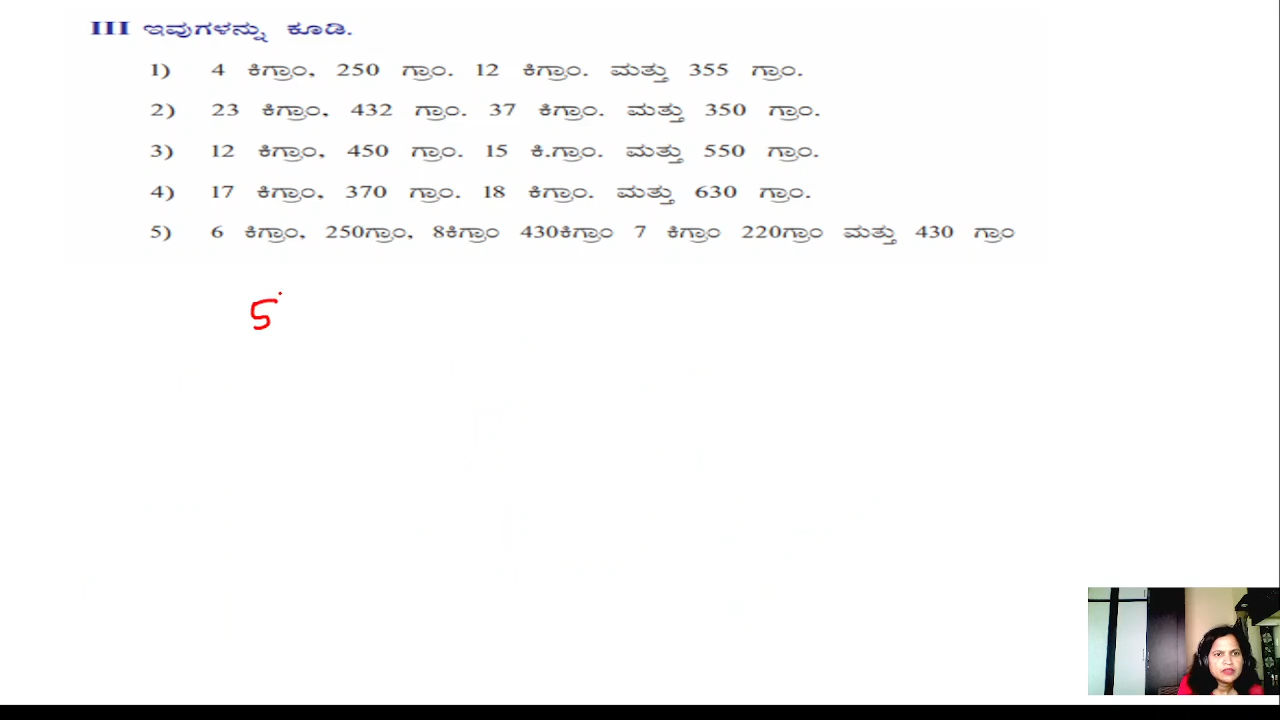 III ಇವುಗಳನ್ನು ಕೂಡಿ.
1) 4 ಕಿಗ್ರಾಂ, 250 ಗ್ರಾಂ. 12 ಕಿಗ್ರಾಂ. ಮತ್ತು 355 ಗ್ರಾಂ.
2) 23 ಕಿಗ್ರಾಂ, 432 ಗ್ರಾಂ. 37 ಕಿಗ್ರಾಂ. ಮತ್ತು 350 ಗ್ರಾಂ.
3) 12 ಕಿಗ್ರಾಂ, 450 ಗ್ರಾಂ. 15 ಕಿ.ಗ್ರಾಂ. ಮತ್ತು 550 ಗ್ರಾಂ.
4) 17 ಕಿಗ್ರಾಂ, 370 ಗ್ರಾಂ. 18 ಕಿಗ್ರಾಂ. ಮತ್ತು 630 ಗ್ರಾಂ.
5) 6 ಕಿಗ್ರಾಂ, 250ಗ್ರಾಂ, 8ಕಿಗ್ರಾಂ 430ಕಿಗ್ರಾಂ 7 ಕಿಗ್ರಾಂ 220ಗ್ರಾಂ ಮತ್ತು 430 ಗ್ರಾಂ
5